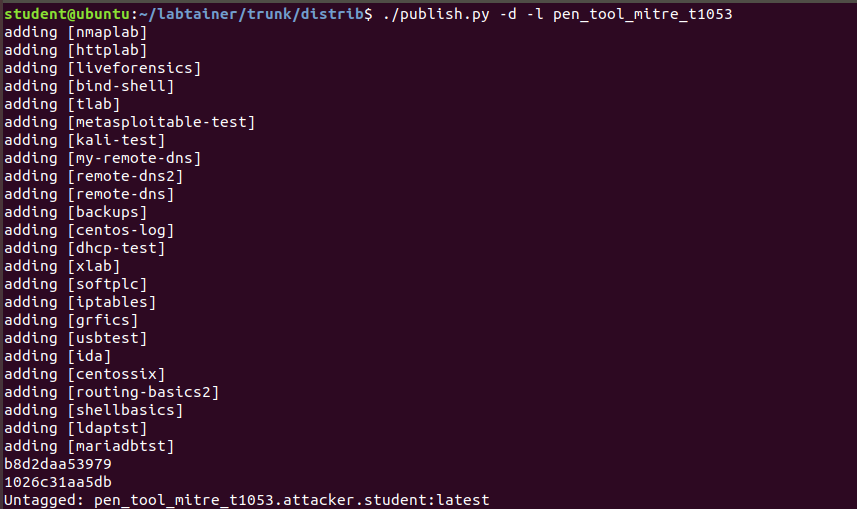 student@ubuntu:~/labtainer/trunk/distrib$ ./publish.py -d -l pen_tool_mitre_t1053
adding [nmaplab]
adding [httplab]
adding [liveforensics]
adding [bind-shell]
adding [tlab]
adding [metasploitable-test]
adding [kali-test]
adding [my-remote-dns]
adding [remote-dns2]
adding [remote-dns]
adding [backups]
adding [centos-log]
adding [dhcp-test]
adding [xlab]
adding [softplc]
adding [iptables]
adding [grfics]
adding [usbtest]
adding [ida]
adding [centossix]
adding [routing-basics2]
adding [shellbasics]
adding [ldaptst]
adding [mariadbtst]
b8d2daa53979
1026c31aa5db
Untagged: pen_tool_mitre_t1053.attacker.student:latest